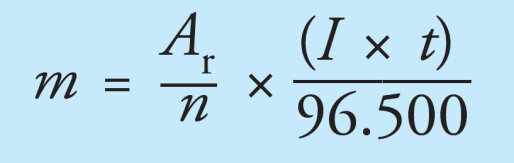 m = Ar/n × (I × t)/96.500